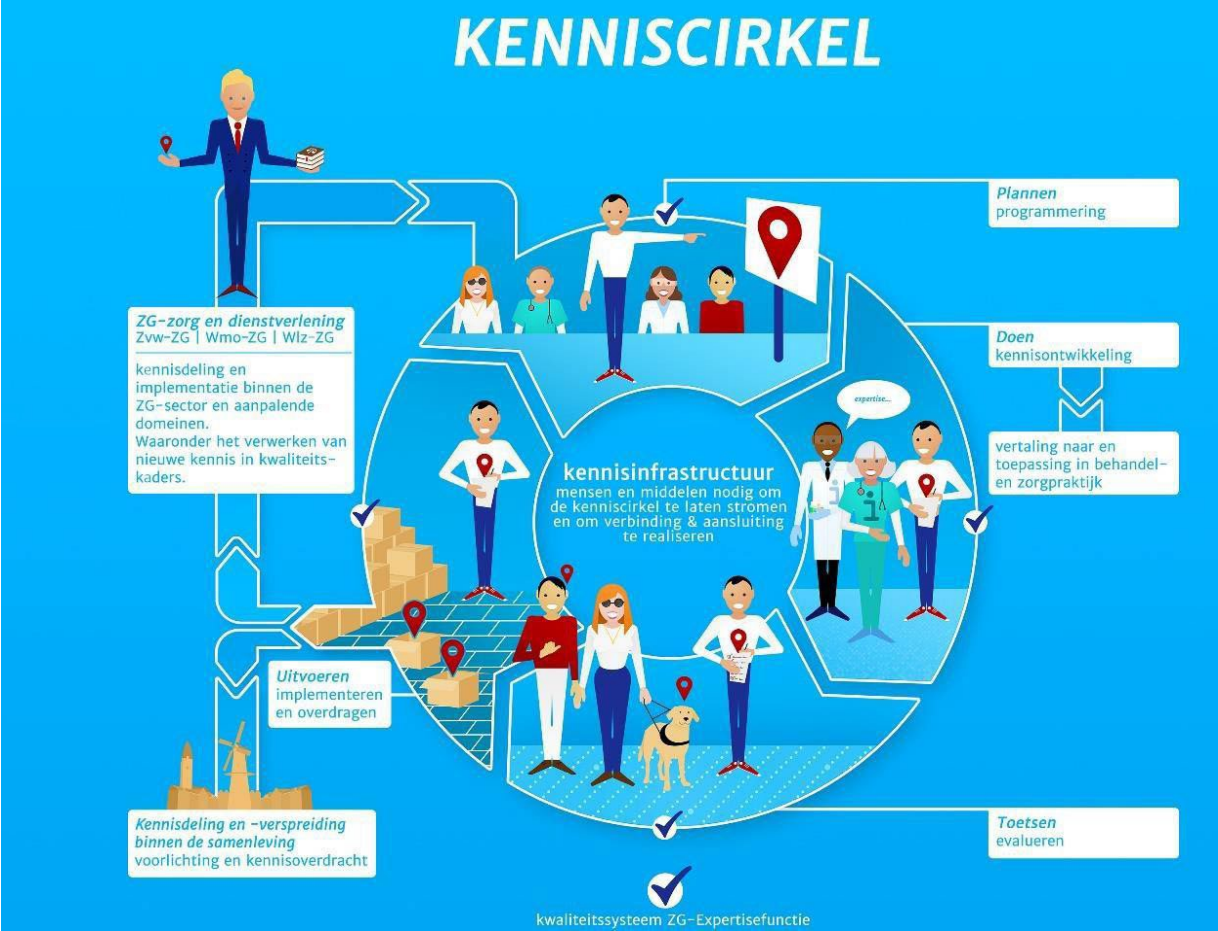 KENNISCIRKEL
Plannen
programmering
Doen
kennisontwikkeling
vertaling naar en
toepassing in behandel-
en zorgpraktijk
expertise...
ZG-zorg en dienstverlening
Zvw-ZG | Wmo-ZG | Wlz-ZG
kennisdeling en
implementatie binnen de
ZG-sector en aanpalende
domeinen.
Waaronder het verwerken van
nieuwe kennis in kwaliteits-
kaders.
kennisinfrastructuur
mensen en middelen nodig om
de kenniscirkel te laten stromen
en om verbinding & aansluiting
te realiseren
Uitvoeren
implementeren
en overdragen
Kennisdeling en -verspreiding
binnen de samenleving
voorlichting en kennisoverdracht
Toetsen
evalueren
kwaliteitssysteem ZG-Expertisefunctie